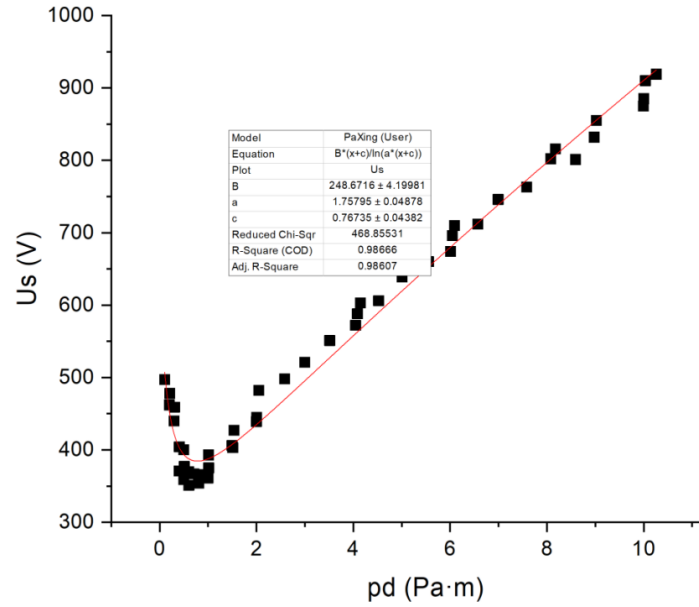 1000
900
800
700
600
500
400
300
Us (V)
Model PaXing (User)
Equation B*(x+c)/ln(a*(x+c))
Plot Us
B 248.6716 ± 4.19981
a 1.75795 ± 0.04878
c 0.76735 ± 0.04382
Reduced Chi-Sqr 468.85531
R-Square (COD) 0.98666
Adj. R-Square 0.98607
0 2 4 6 8 10
pd (Pa·m)